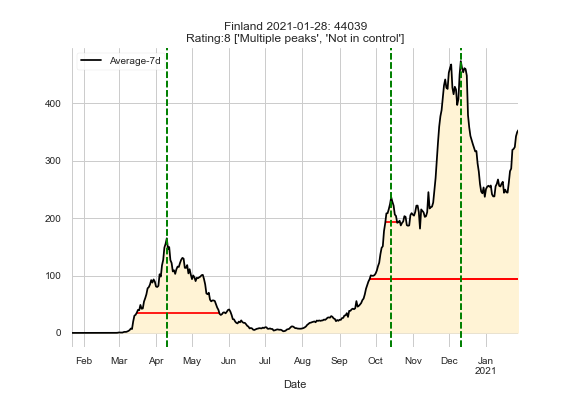 Finland 2021-01-28: 44039
Rating:8 ['Multiple peaks', 'Not in control']
Average-7d
400
300
200
100
0
Feb Mar Apr May Jun Jul Aug Sep Oct Nov Dec Jan
2021
Date